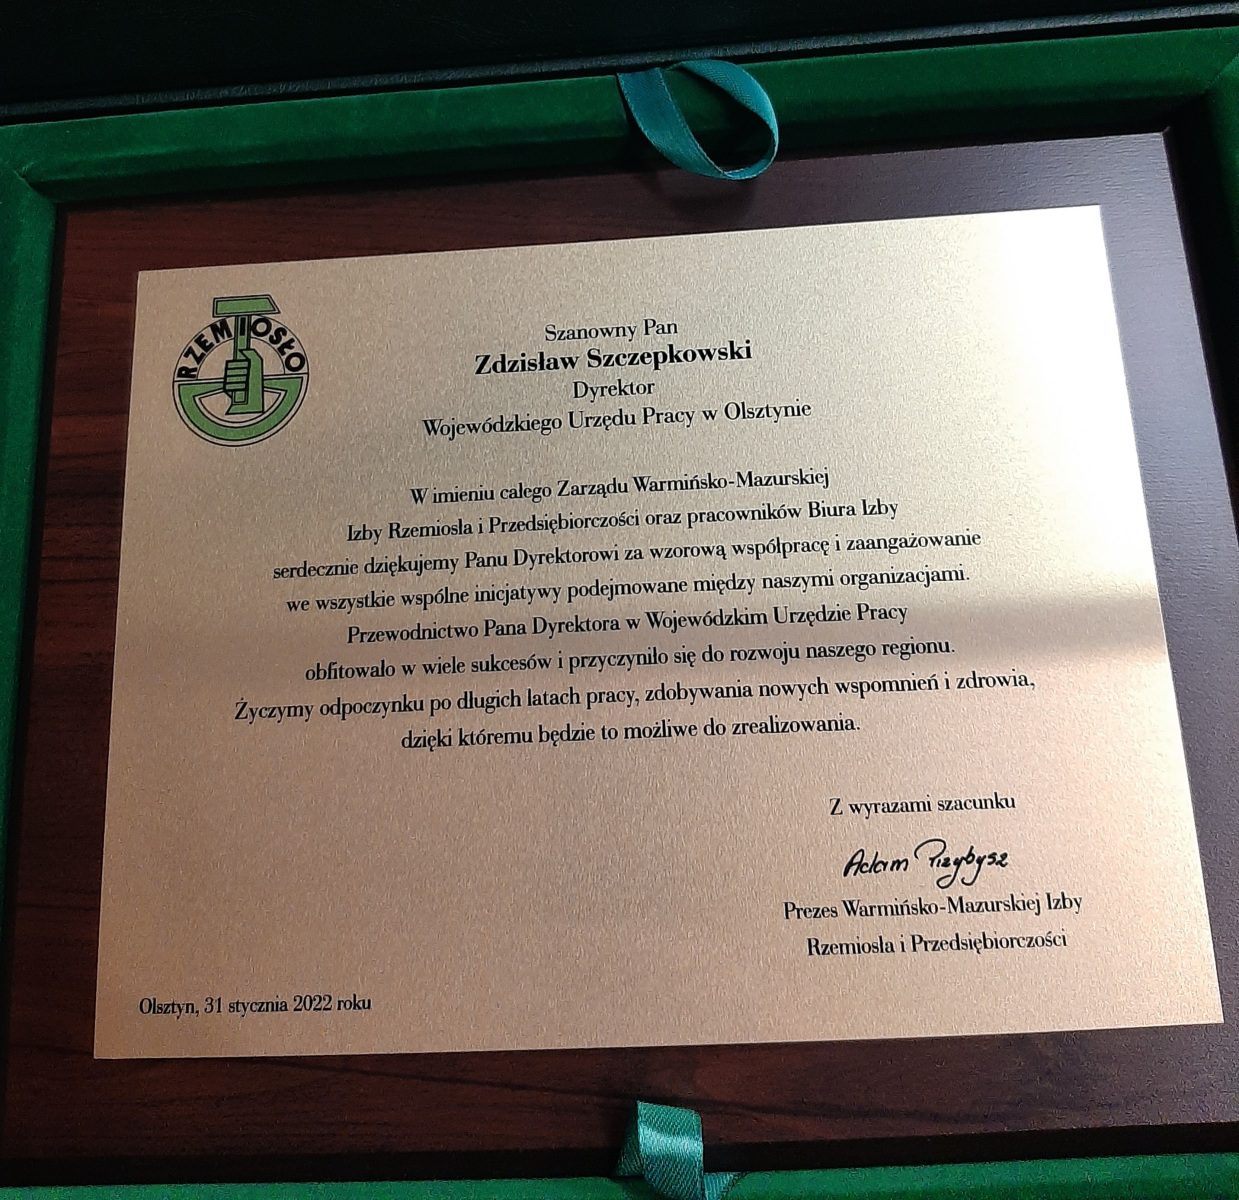 RZEMIOSŁO
Szanowny Pan
Zdzisław Szczepkowski
Dyrektor
Wojewódzkiego Urzędu Pracy w Olsztynie
W imieniu całego Zarządu Warmińsko-Mazurskiej
Izby Rzemiosła i Przedsiębiorczości oraz pracowników Biura Izby
serdecznie dziękujemy Panu Dyrektorowi za wzorową współpracę i zaangażowanie
we wszystkie wspólne inicjatywy podejmowane między naszymi organizacjami.
Przewodnictwo Pana Dyrektora w Wojewódzkim Urzędzie Pracy
obfitowało w wiele sukcesów i przyczyniło się do rozwoju naszego regionu.
Życzymy odpoczynku po długich latach pracy, zdobywania nowych wspomnień i zdrowia,
dzięki któremu będzie to możliwe do zrealizowania.
Z wyrazami szacunku
Adam Przybysz
Prezes Warmińsko-Mazurskiej Izby
Rzemiosła i Przedsiębiorczości
Olsztyn, 31 stycznia 2022 roku